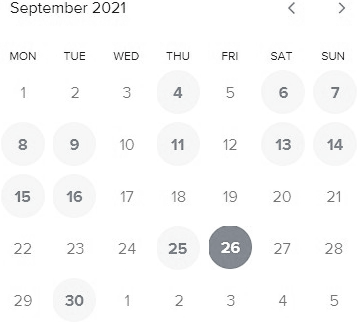 September 2021 < >
MON TUE WED THU FRI SAT SUN
1 2 3 4 5 6 7
8 9 10 11 12 13 14
15 16 17 18 19 20 21
22 23 24 25 26 27 28
29 30 1 2 3 4 5